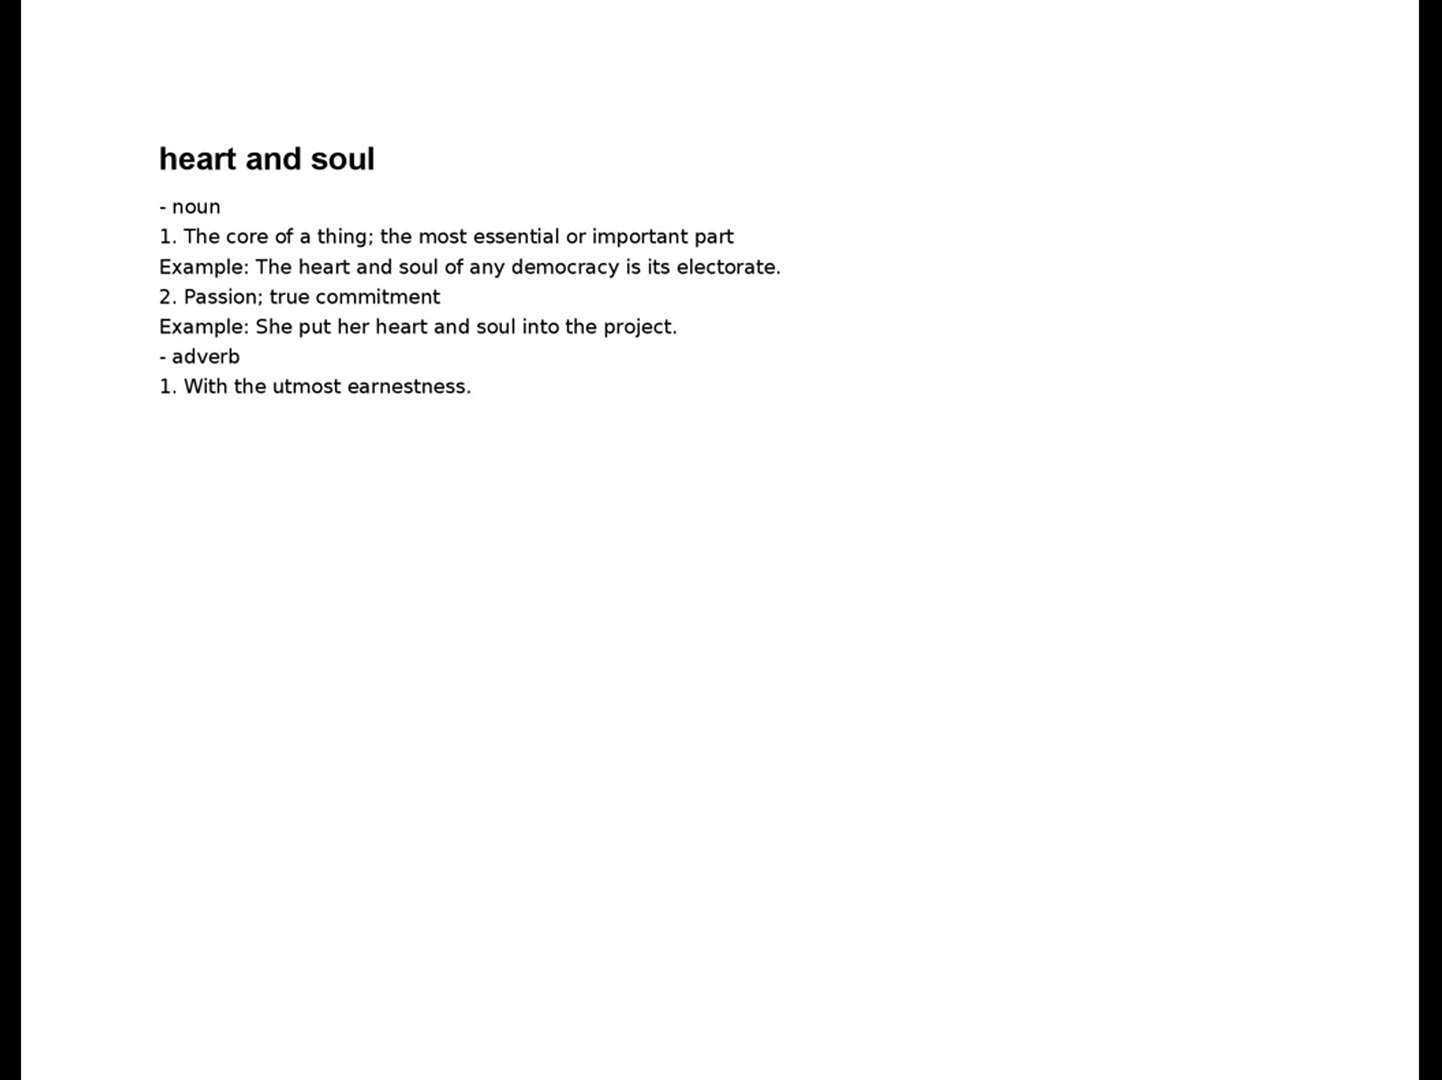 heart and soul
- noun
1. The core of a thing; the most essential or important part
Example: The heart and soul of any democracy is its electorate.
2. Passion; true commitment
Example: She put her heart and soul into the project.
- adverb
1. With the utmost earnestness.